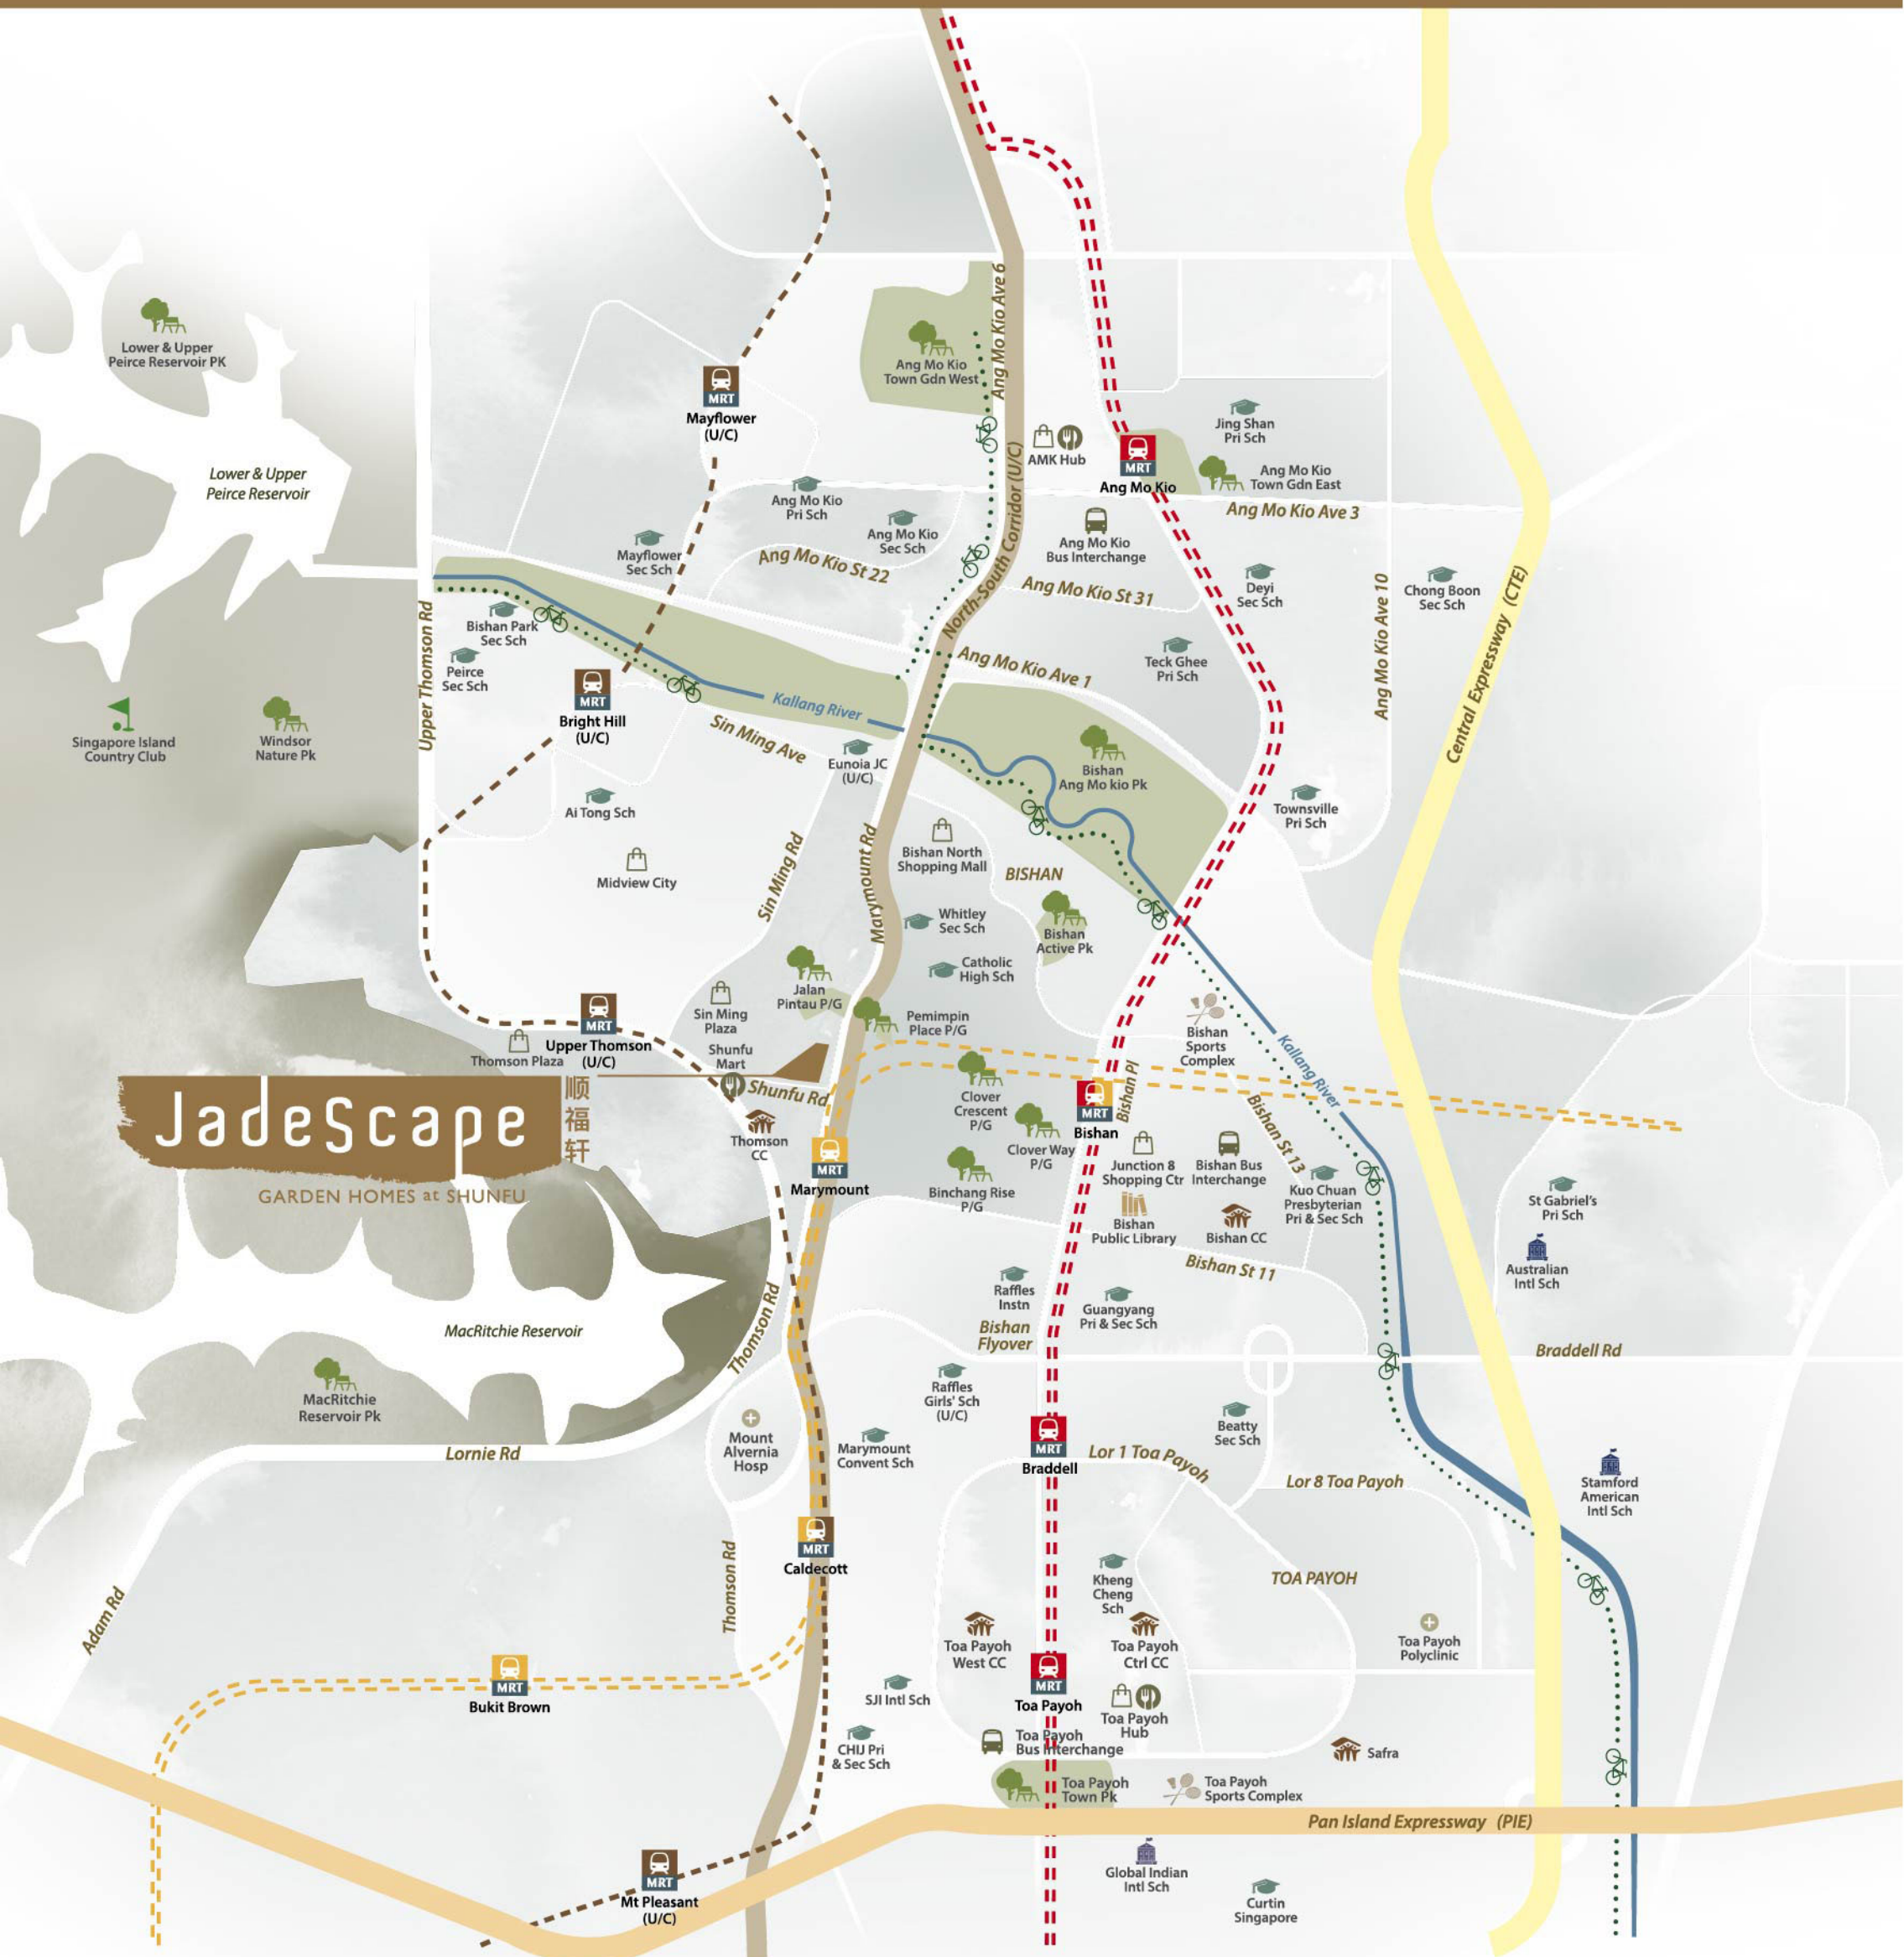 Lower & Upper
Peirce Reservoir PK
Ang Mo Kio
Town Gdn West
Ang Mo Kio Ave 6
MRT
Mayflower
(U/C)
AMK Hub
MRT
Ang Mo Kio
Jing Shan
Pri Sch
Ang Mo Kio
Town Gdn East
Ang Mo Kio Ave 3
Lower & Upper
Peirce Reservoir
Ang Mo Kio
Pri Sch
Ang Mo Kio
Sec Sch
Ang Mo Kio
Bus Interchange
Mayflower
Sec Sch
Ang Mo Kio St 22
North-South Corridor (U/C)
Ang Mo Kio St 31
Deyi
Sec Sch
Ang Mo Kio Ave 10
Chong Boon
Sec Sch
Central Expressway (CTE)
Upper Thomson Rd
Bishan Park
Sec Sch
Peirce
Sec Sch
Ang Mo Kio Ave 1
Teck Ghee
Pri Sch
MRT
Bright Hill
(U/C)
Kallang River
Sin Ming Ave
Singapore Island
Country Club
Windsor
Nature Pk
Eunoia JC
(U/C)
Bishan
Ang Mo kio Pk
Ai Tong Sch
Townsville
Pri Sch
Midview City
Sin Ming Rd
Marymount Rd
Bishan North
Shopping Mall
BISHAN
Whitley
Sec Sch
Bishan
Active Pk
Catholic
High Sch
Jalan
Pintau P/G
Sin Ming
Plaza
Pemimpin
Place P/G
MRT
Upper Thomson
(U/C)
Thomson Plaza
Shunfu
Mart
Bishan
Sports
Complex
Kallang River
JadeScape
顺
福
轩
GARDEN HOMES at SHUNFU
Shunfu Rd
Thomson
CC
Clover
Crescent
P/G
MRT
Bishan
Bishan Pl
Bishan St 13
MRT
Marymount
Clover Way
P/G
Binchang Rise
P/G
Junction 8
Shopping Ctr
Bishan Bus
Interchange
Kuo Chuan
Presbyterian
Pri & Sec Sch
St Gabriel's
Pri Sch
Bishan
Public Library
Bishan CC
Bishan St 11
Australian
Intl Sch
Raffles
Instn
Guangyang
Pri & Sec Sch
MacRitchie Reservoir
Thomson Rd
Bishan
Flyover
Braddell Rd
MacRitchie
Reservoir Pk
Raffles
Girls' Sch
(U/C)
Lornie Rd
Mount
Alvernia
Hosp
Marymount
Convent Sch
MRT
Braddell
Lor 1 Toa Payoh
Beatty
Sec Sch
Lor 8 Toa Payoh
Stamford
American
Intl Sch
MRT
Caldecott
Thomson Rd
Adam Rd
Kheng
Cheng
Sch
TOA PAYOH
Toa Payoh
West CC
Toa Payoh
Ctrl CC
Toa Payoh
Polyclinic
MRT
Bukit Brown
SJI Intl Sch
MRT
Toa Payoh
Toa Payoh
Hub
CHIJ Pri
& Sec Sch
Toa Payoh
Bus Interchange
Safra
Toa Payoh
Town Pk
Toa Payoh
Sports Complex
Pan Island Expressway (PIE)
MRT
Mt Pleasant
(U/C)
Global Indian
Intl Sch
Curtin
Singapore